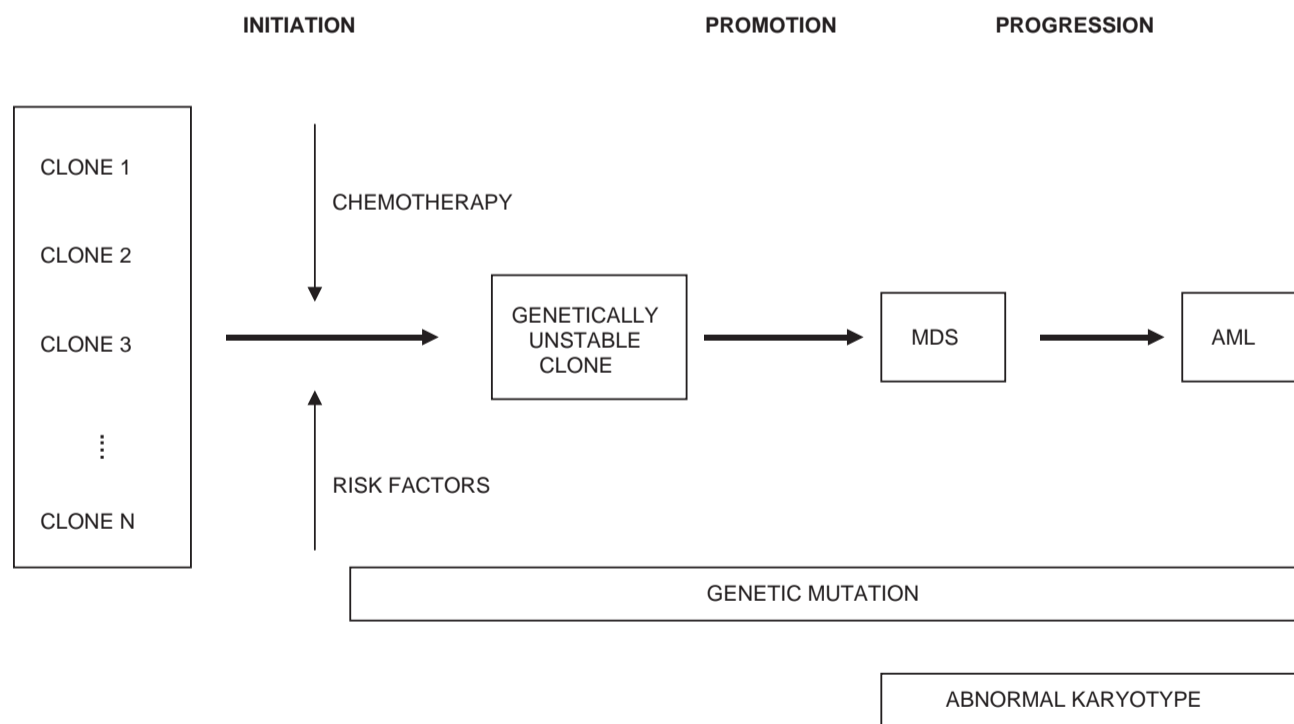 INITIATION PROMOTION PROGRESSION
CLONE 1
CHEMOTHERAPY
CLONE 2
GENETICALLY
UNSTABLE
CLONE
CLONE 3
MDS
AML
⋮
RISK FACTORS
CLONE N
GENETIC MUTATION
ABNORMAL KARYOTYPE